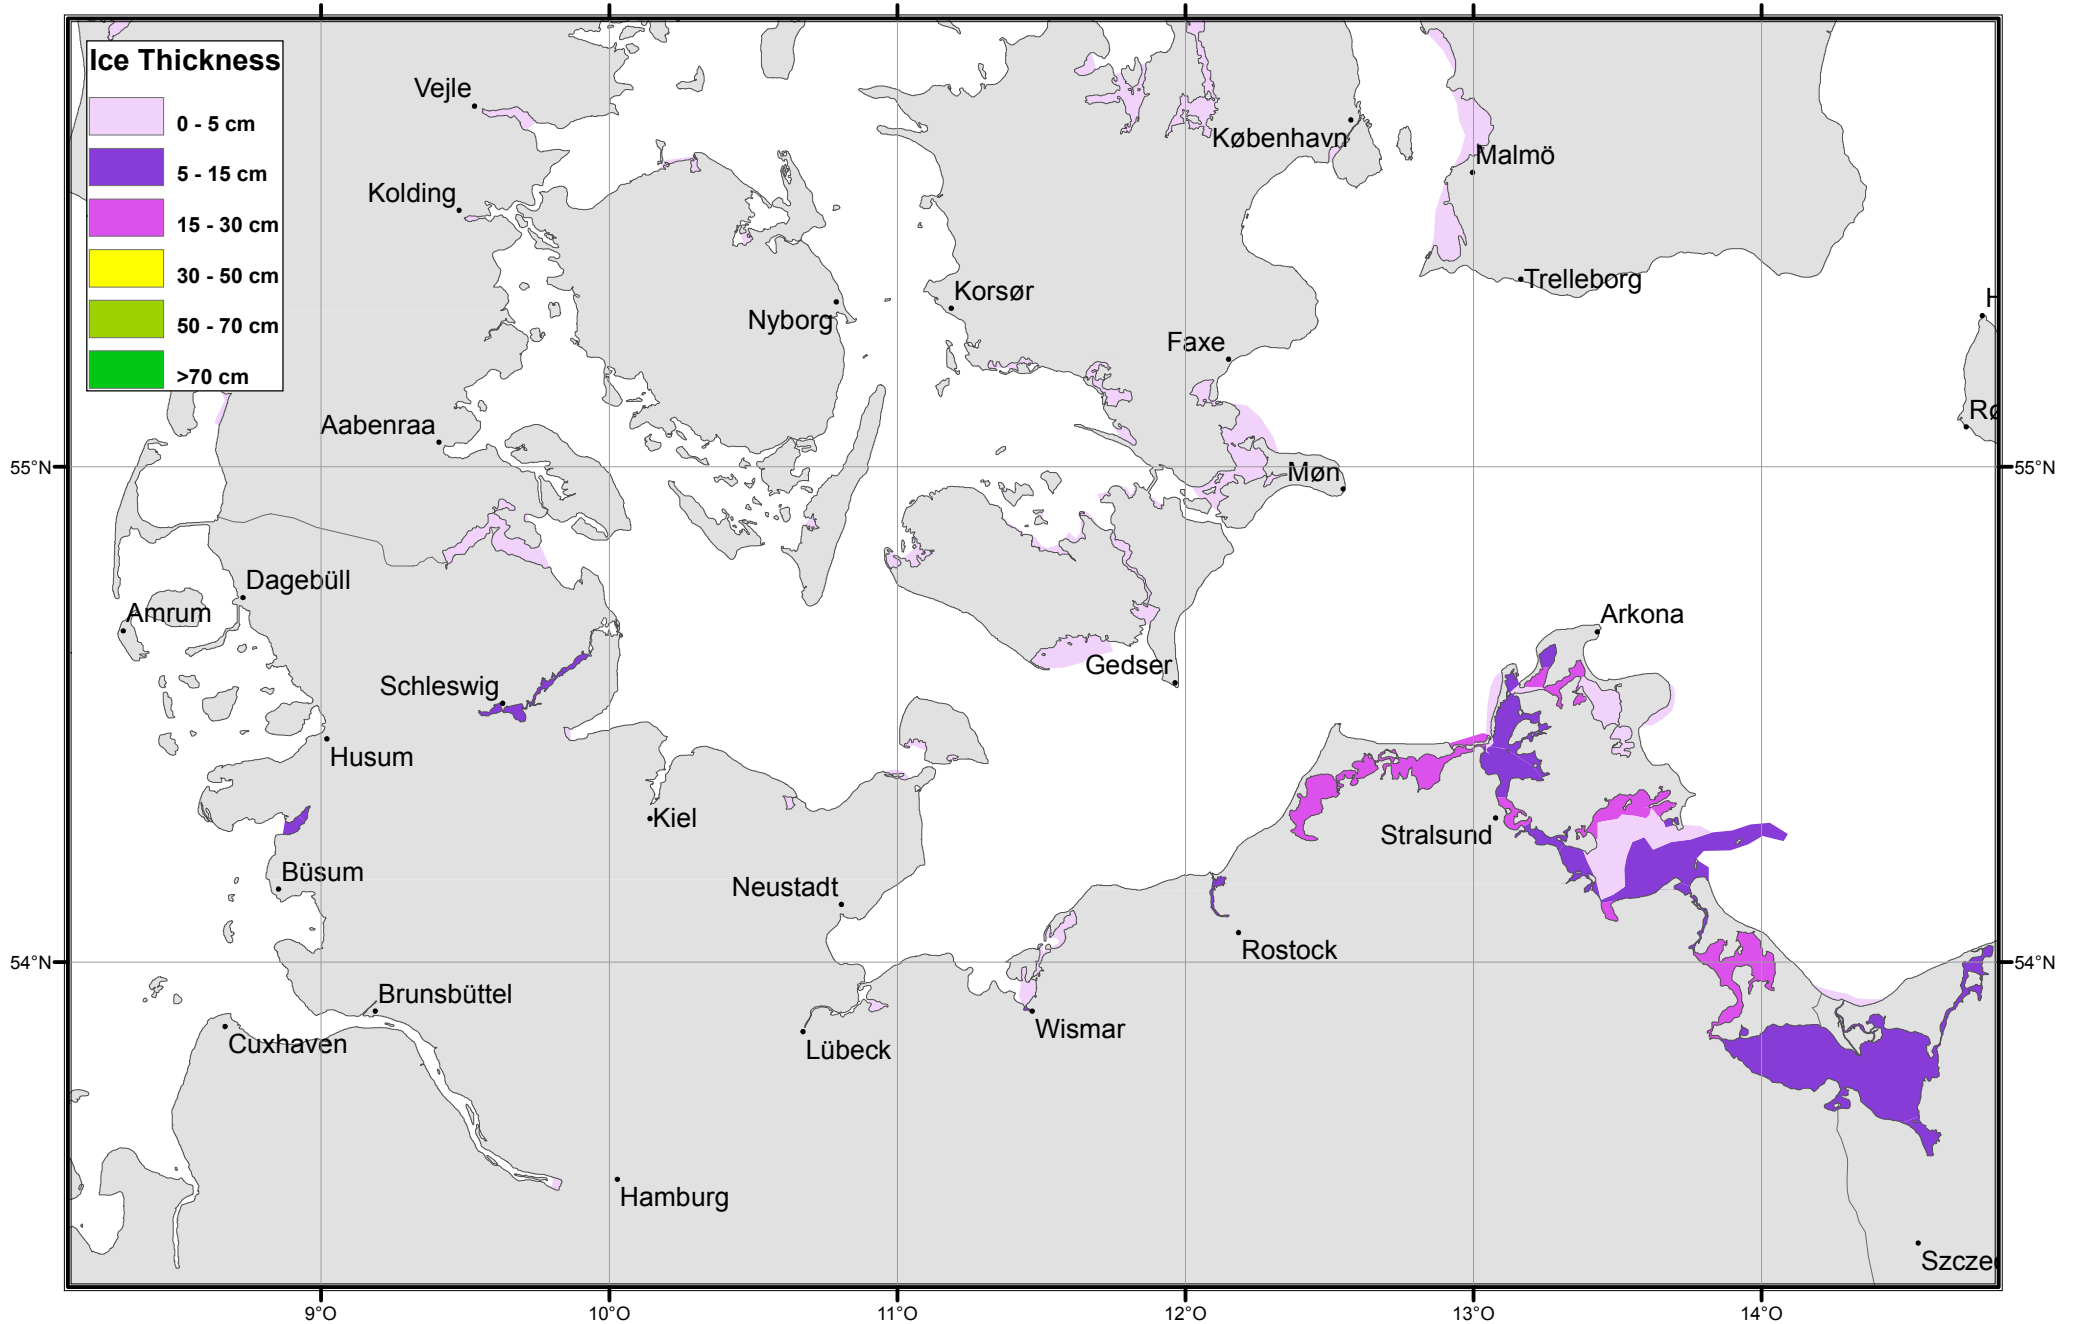 Ice Thickness
0 - 5 cm
5 - 15 cm
15 - 30 cm
30 - 50 cm
50 - 70 cm
>70 cm
Vejle
København
Malmö
Kolding
Trelleborg
Korsør
H
Nyborg
Faxe
Rø
Aabenraa
55°N
Møn
55°N
Dagebüll
Amrum
Arkona
Gedser
Schleswig
Husum
Kiel
Stralsund
Büsum
Neustadt
Rostock
54°N
54°N
Brunsbüttel
Cuxhaven
Wismar
Lübeck
Hamburg
Szcze
9°O
10°O
11°O
12°O
13°O
14°O